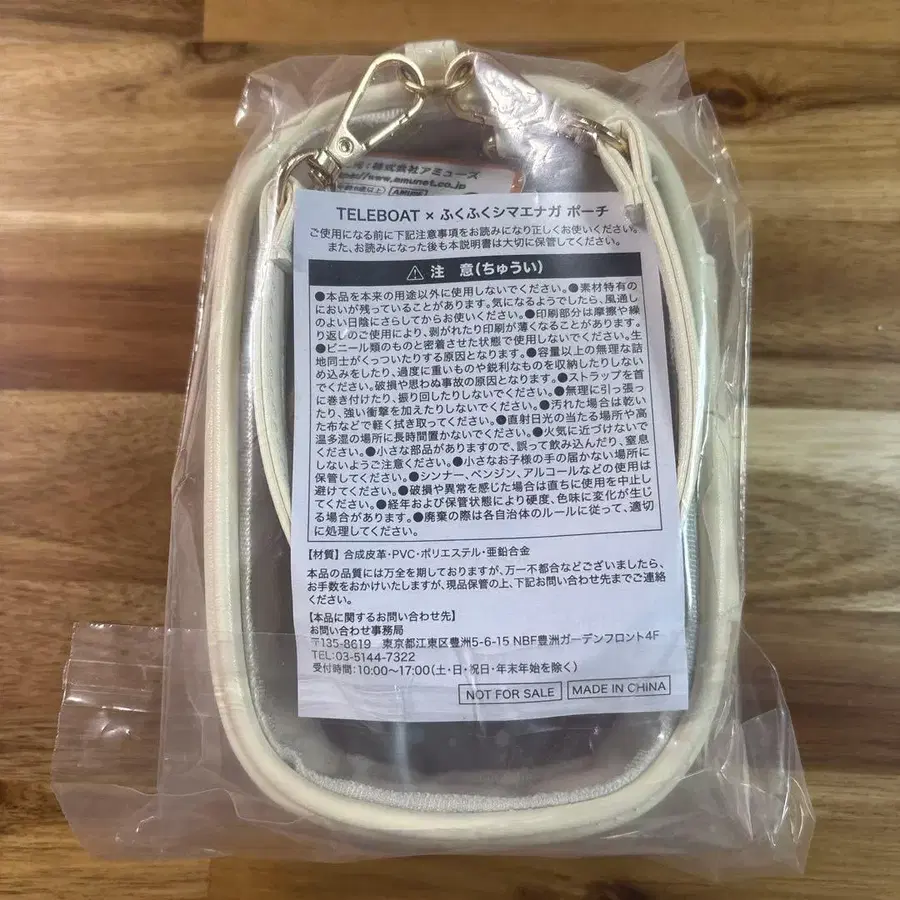 ：株式会社アミューズ
www.amunet.co.jp
TELEBOAT × ふくふくシマエナガ ポーチ
ご使用になる前に下記注意事項をお読みになり正しくお使いください。
また、お読みになった後も本説明書は大切に保管してください。
⚠ 注 意(ちゅうい)
●本品を本来の用途以外に使用しないでください。●素材特有の
においが残っていることがあります。気になるようでしたら、風通し
のよい日陰にさらしてからお使いください。●印刷部分は摩擦や繰
り返しのご使用により、剥がれたり印刷が薄くなることがあります。
●ビニール類のものと密着させた状態で使用しないでください。生
地同士がくっついたりする原因となります。●容量以上の無理な詰
め込みをしたり、過度に重いものや鋭利なものを収納したりしない
でください。破損や思わぬ事故の原因となります。●ストラップを首
に巻き付けたり、振り回したりしないでください。●無理に引っ張っ
たり、強い衝撃を加えたりしないでください。●汚れた場合は乾い
た布などで軽く拭き取ってください。●直射日光の当たる場所や高
温多湿の場所に長時間置かないでください。●火気に近づけないで
ください。●小さな部品がありますので、誤って飲み込んだり、窒息
しないようご注意ください。●小さなお子様の手の届かない場所に
保管してください。●シンナー、ベンジン、アルコールなどの使用は
避けてください。●破損や異常を感じた場合は直ちに使用を中止し
てください。●経年および保管状態により硬度、色味に変化が生じ
る場合があります。●廃棄の際は各自治体のルールに従って、適切
に処理してください。
【材質】合成皮革・PVC・ポリエステル・亜鉛合金
本品の品質には万全を期しておりますが、万一不都合などございましたら、
お手数をおかけいたしますが、現品保管の上、下記お問い合わせ先までご連絡
ください。
【本品に関するお問い合わせ先】
お問い合わせ事務局
〒135-8619 東京都江東区豊洲5-6-15 NBF豊洲ガーデンフロント4F
TEL:03-5144-7322
受付時間:10:00〜17:00(土・日・祝日・年末年始を除く)
NOT FOR SALE MADE IN CHINA